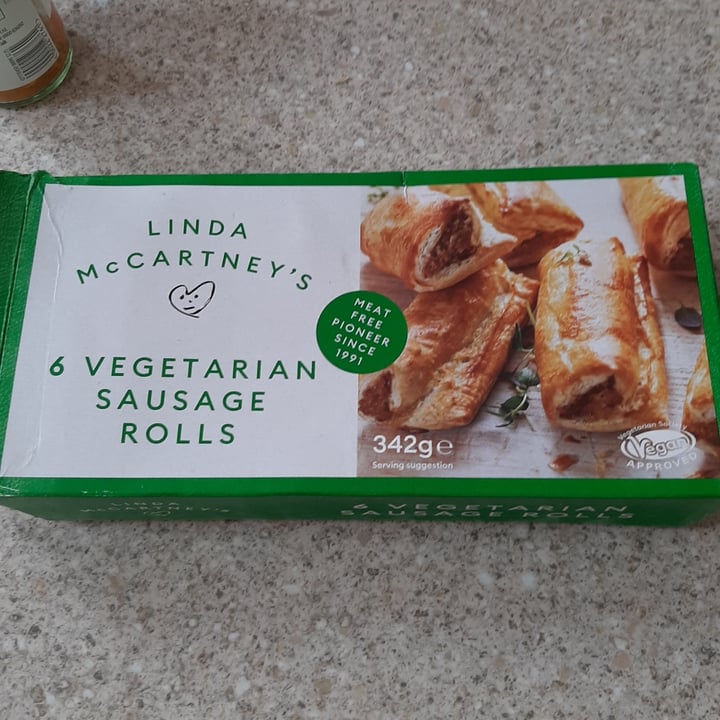 LINDA
McCARTNEY'S
6 VEGETARIAN
SAUSAGE
ROLLS
MEAT
FREE
PIONEER
SINCE
1991
342g e
Serving suggestion
Vegetarian Society
Vegan
APPROVED
LINDA
McCARTNEY'S
6 VEGETARIAN
SAUSAGE ROLLS